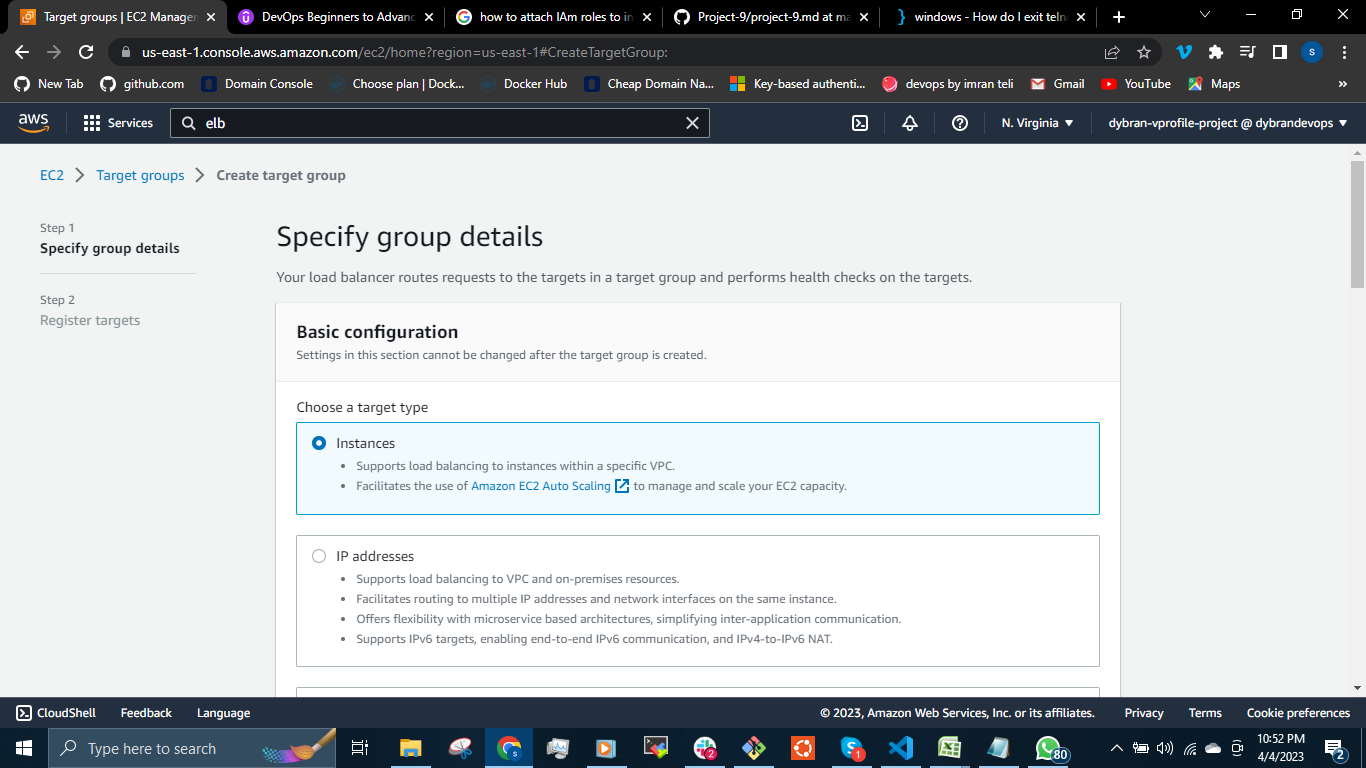 Target groups | EC2 Manager
DevOps Beginners to Advanc
how to attach IAm roles to in
Project-9/project-9.md at ma
windows - How do I exit teln
us-east-1.console.aws.amazon.com/ec2/home?region=us-east-1#CreateTargetGroup:
S
New Tab
github.com
Domain Console
Choose plan | Dock...
Docker Hub
Cheap Domain Na...
Key-based authenti...
devops by imran teli
Gmail
YouTube
Maps
»
aws
Services
elb
N. Virginia
dybran-vprofile-project @ dybrandevops
EC2
Target groups
Create target group
Step 1
Specify group details
Step 2
Register targets
Specify group details
Your load balancer routes requests to the targets in a target group and performs health checks on the targets.
Basic configuration
Settings in this section cannot be changed after the target group is created.
Choose a target type
Instances
• Supports load balancing to instances within a specific VPC.
• Facilitates the use of Amazon EC2 Auto Scaling to manage and scale your EC2 capacity.
IP addresses
• Supports load balancing to VPC and on-premises resources.
• Facilitates routing to multiple IP addresses and network interfaces on the same instance.
• Offers flexibility with microservice based architectures, simplifying inter-application communication.
• Supports IPv6 targets, enabling end-to-end IPv6 communication, and IPv4-to-IPv6 NAT.
CloudShell
Feedback
Language
© 2023, Amazon Web Services, Inc. or its affiliates.
Privacy
Terms
Cookie preferences
Type here to search
2
1
80
10:52 PM
4/4/2023
2